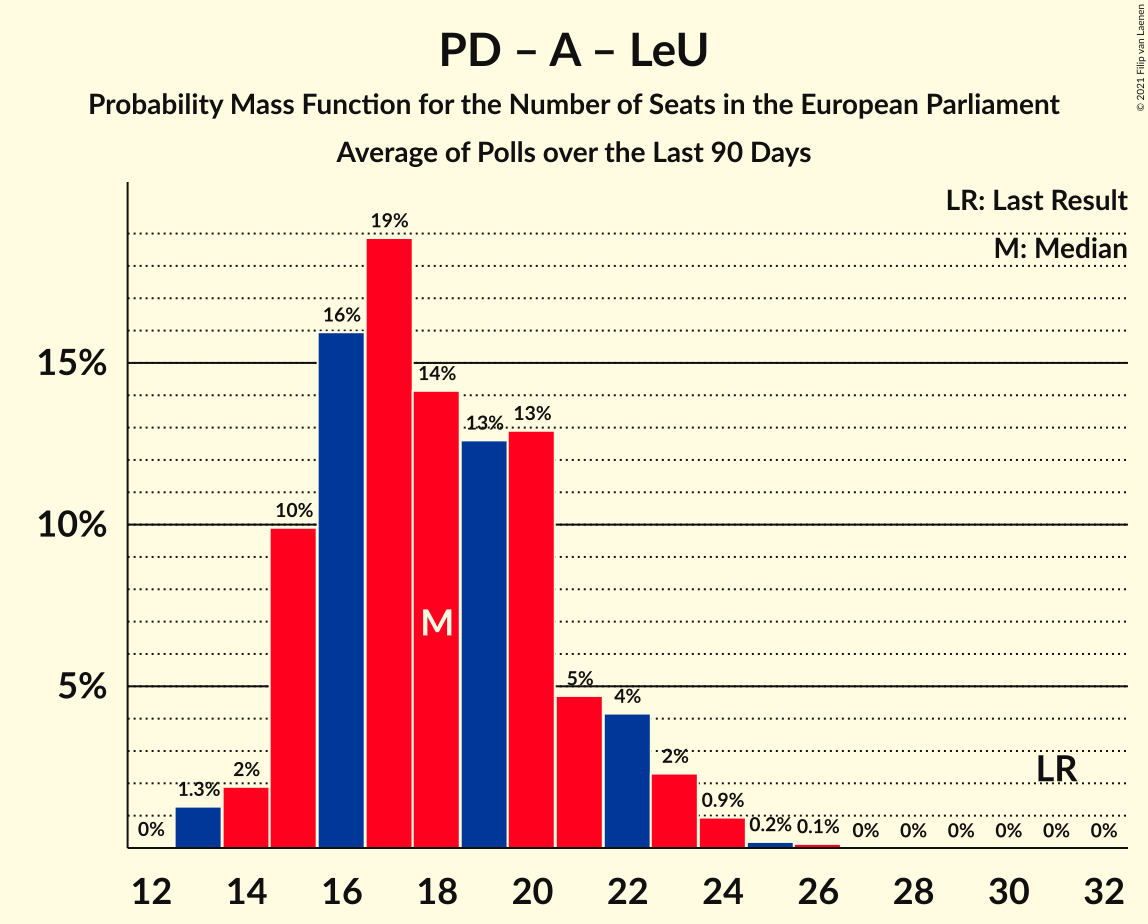 PD – A – LeU
Probability Mass Function for the Number of Seats in the European Parliament
Average of Polls over the Last 90 Days
© 2021 Filip van Laenen
LR: Last Result
M: Median
15%
10%
5%
0%
1.3%
2%
10%
16%
19%
14%
13%
13%
5%
4%
2%
0.9%
0.2%
0.1%
0%
0%
0%
0%
0%
0%
M
LR
12 14 16 18 20 22 24 26 28 30 32